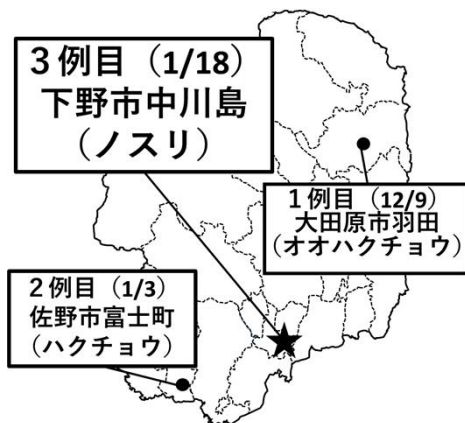 ３例目（1/18）
下野市中川島
（ノスリ）
１例目（12/9）
大田原市羽田
（オオハクチョウ）
２例目（1/3）
佐野市富士町
（ハクチョウ）